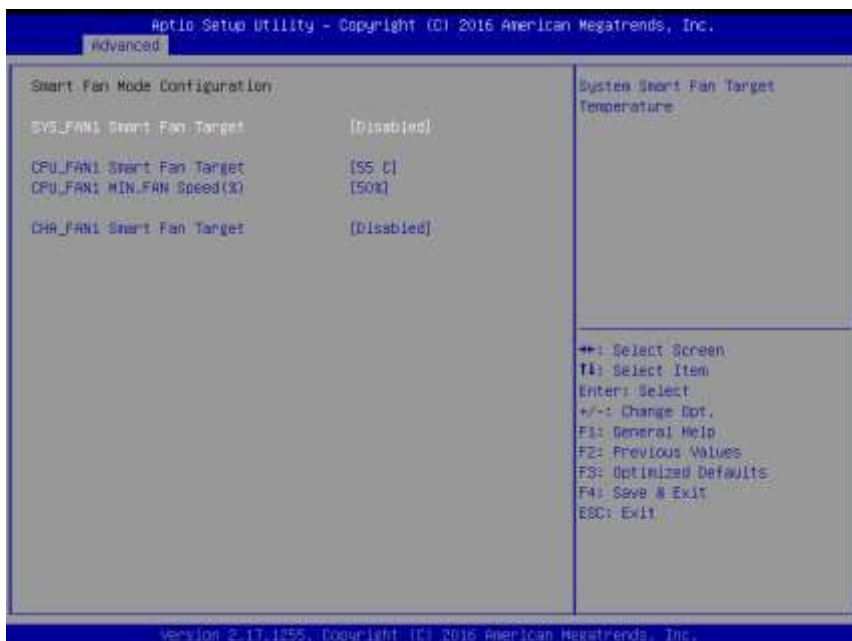 Aptio Setup Utility - Copyright (C) 2016 American Megatrends, Inc.
Advanced
Smart Fan Mode Configuration
SYS_FAN1 Smart Fan Target [Disabled]
CPU_FAN1 Smart Fan Target [55 C]
CPU_FAN1 MIN.FAN Speed(%) [50%]
CHA_FAN1 Smart Fan Target [Disabled]
System Smart Fan Target
Temperature
→←: Select Screen
↑↓: Select Item
Enter: Select
+/-: Change Opt.
F1: General Help
F2: Previous Values
F3: Optimized Defaults
F4: Save & Exit
ESC: Exit
Version 2.17.1255. Copyright (C) 2016 American Megatrends, Inc.